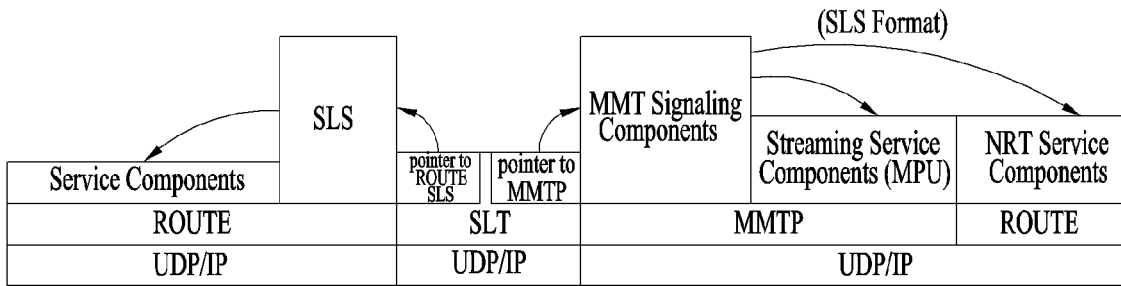 (SLS Format)
SLS
MMT Signaling
Components
Service Components
pointer to
ROUTE
SLS
pointer to
MMTP
Streaming Service
Components (MPU)
NRT Service
Components
ROUTE
SLT
MMTP
ROUTE
UDP/IP
UDP/IP
UDP/IP